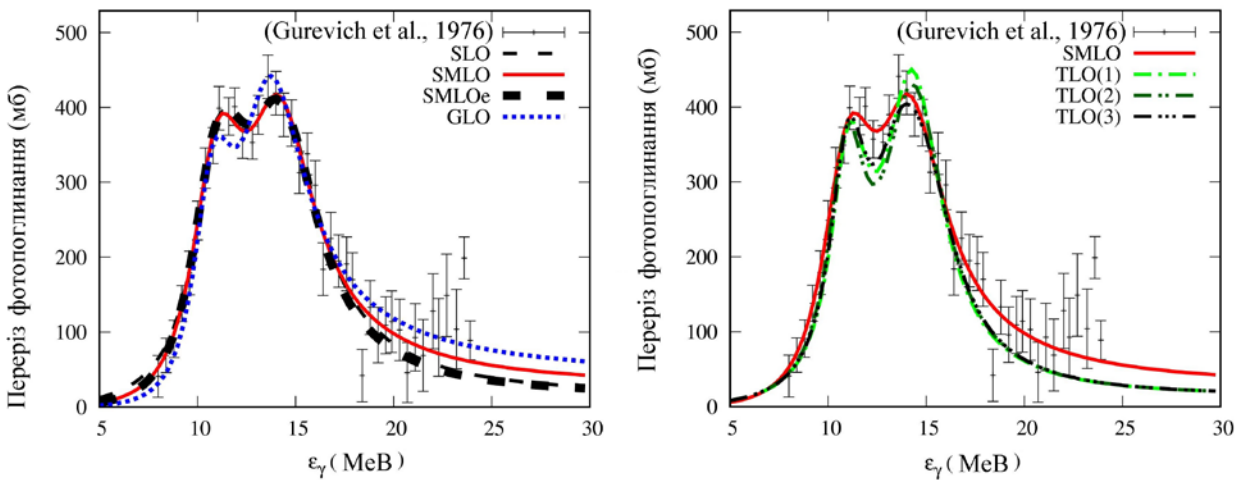 Переріз фотопоглинання (мб)
500
400
300
200
100
0
(Gurevich et al., 1976)
SLO
SMLO
SMLOe
GLO
5 10 15 20 25 30
εγ (МеВ)
Переріз фотопоглинання (мб)
500
400
300
200
100
0
(Gurevich et al., 1976)
SMLO
TLO(1)
TLO(2)
TLO(3)
5 10 15 20 25 30
εγ (МеВ)